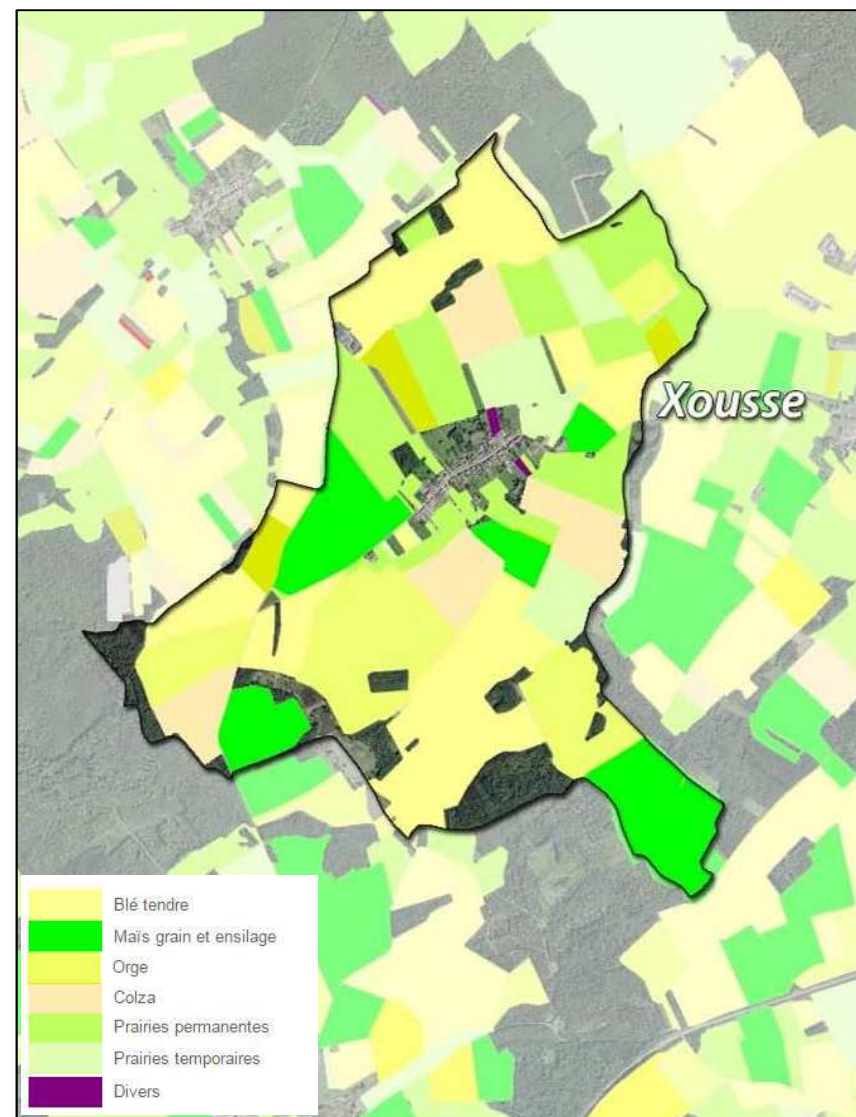 Xousse
Blé tendre
Maïs grain et ensilage
Orge
Colza
Prairies permanentes
Prairies temporaires
Divers